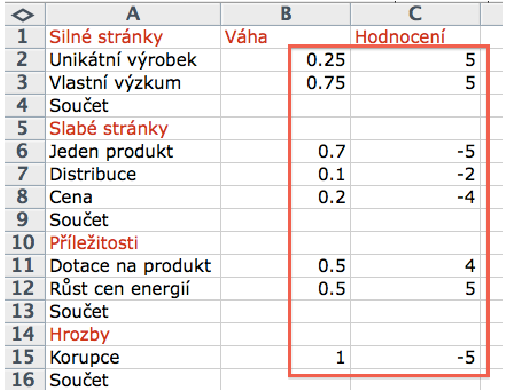 A B C
1 Silné stránky Váha Hodnocení
2 Unikátní výrobek 0.25 5
3 Vlastní výzkum 0.75 5
4 Součet
5 Slabé stránky
6 Jeden produkt 0.7 -5
7 Distribuce 0.1 -2
8 Cena 0.2 -4
9 Součet
10 Příležitosti
11 Dotace na produkt 0.5 4
12 Růst cen energií 0.5 5
13 Součet
14 Hrozby
15 Korupce 1 -5
16 Součet